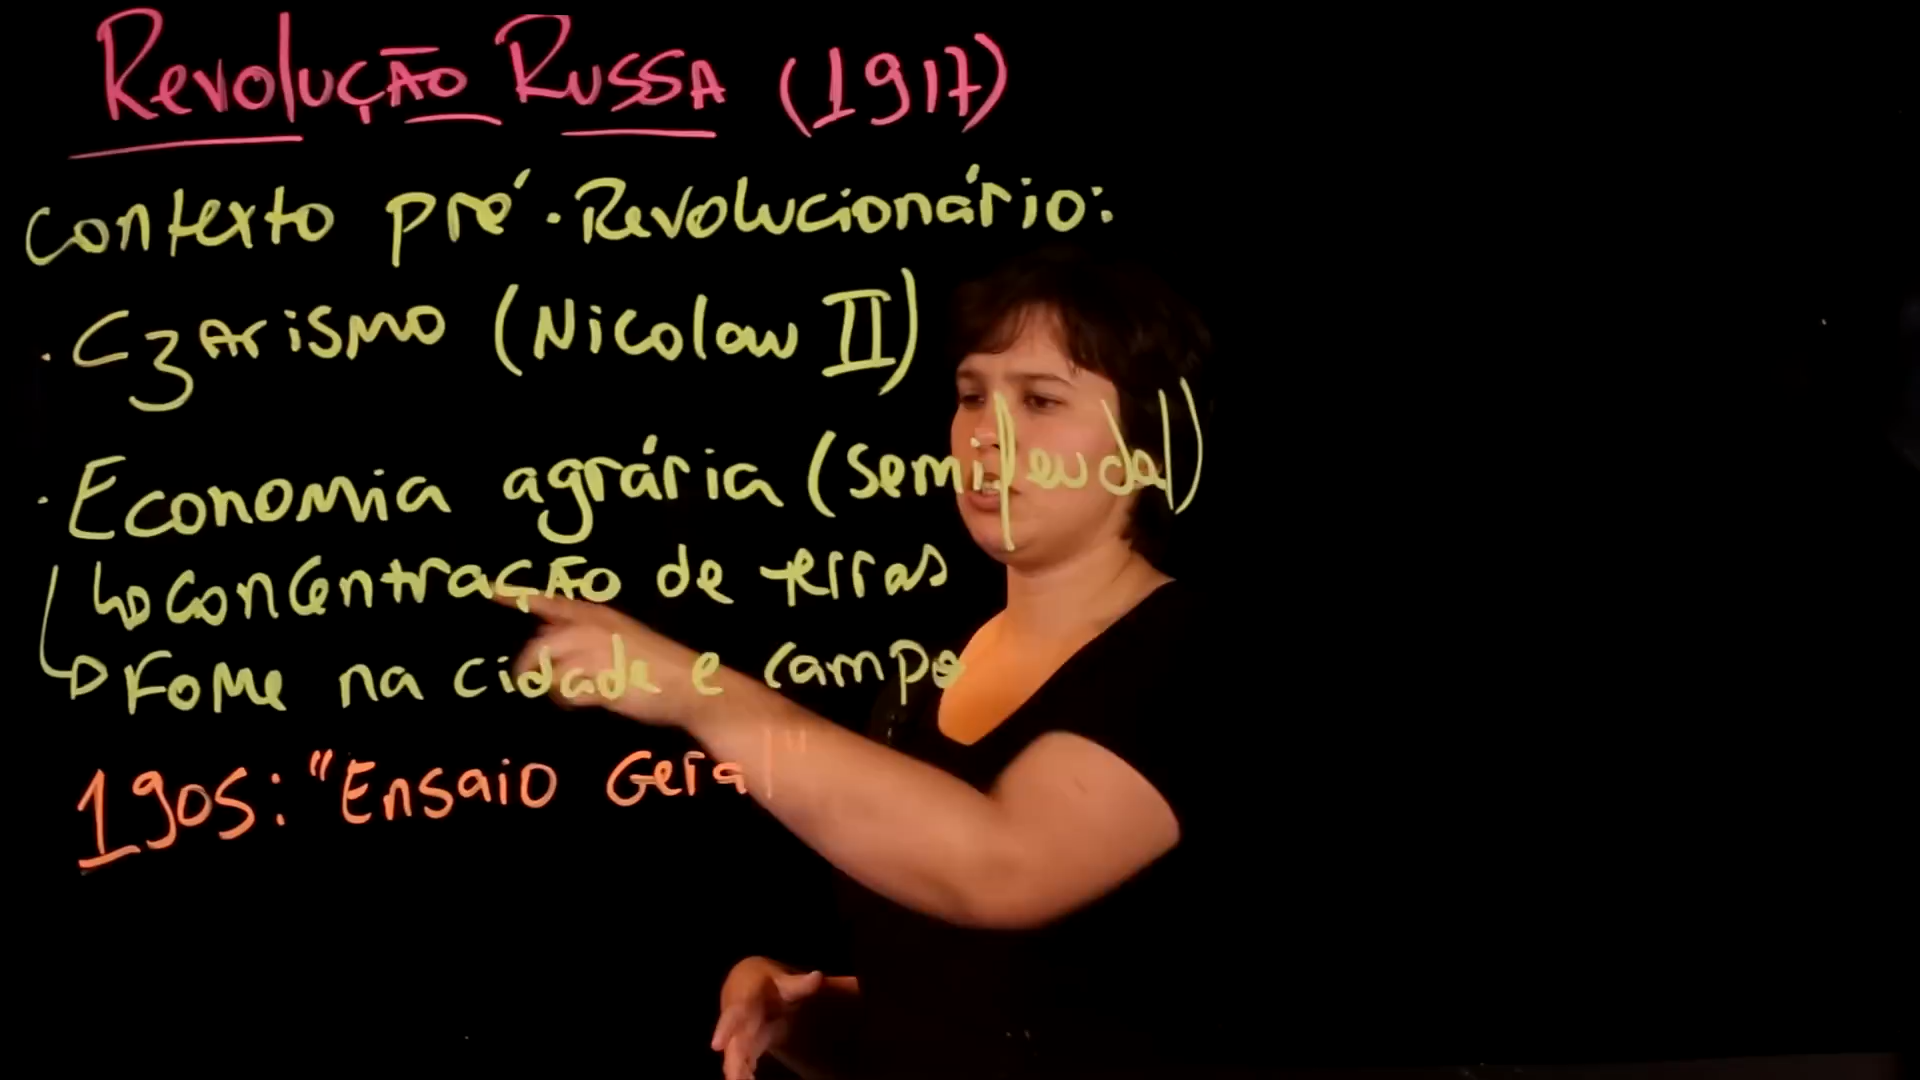 Revolução Russa (1917)
Contexto pré-Revolucionário:
· Czarismo (Nicolau II)
· Economia agrária (semifeudal)
↳ Concentração de terras
↳ Fome na cidade e campo
1905: "Ensaio Geral"